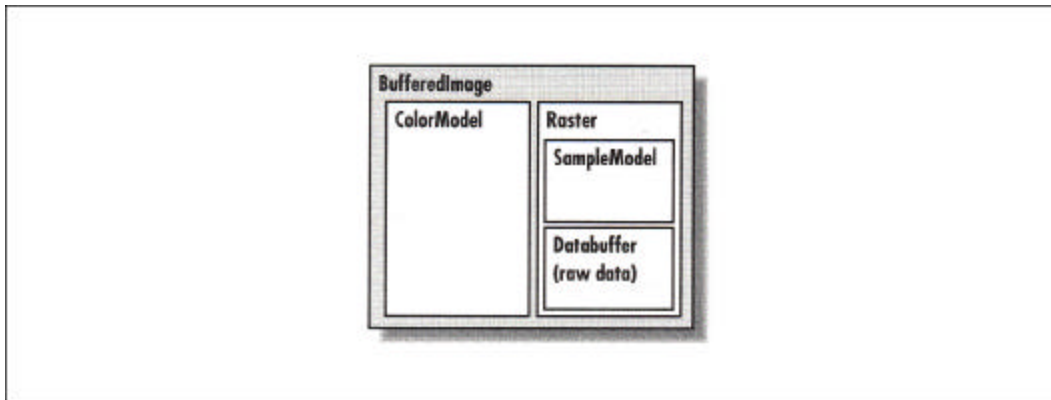 BufferedImage
ColorModel
Raster
SampleModel
Databuffer
(raw data)